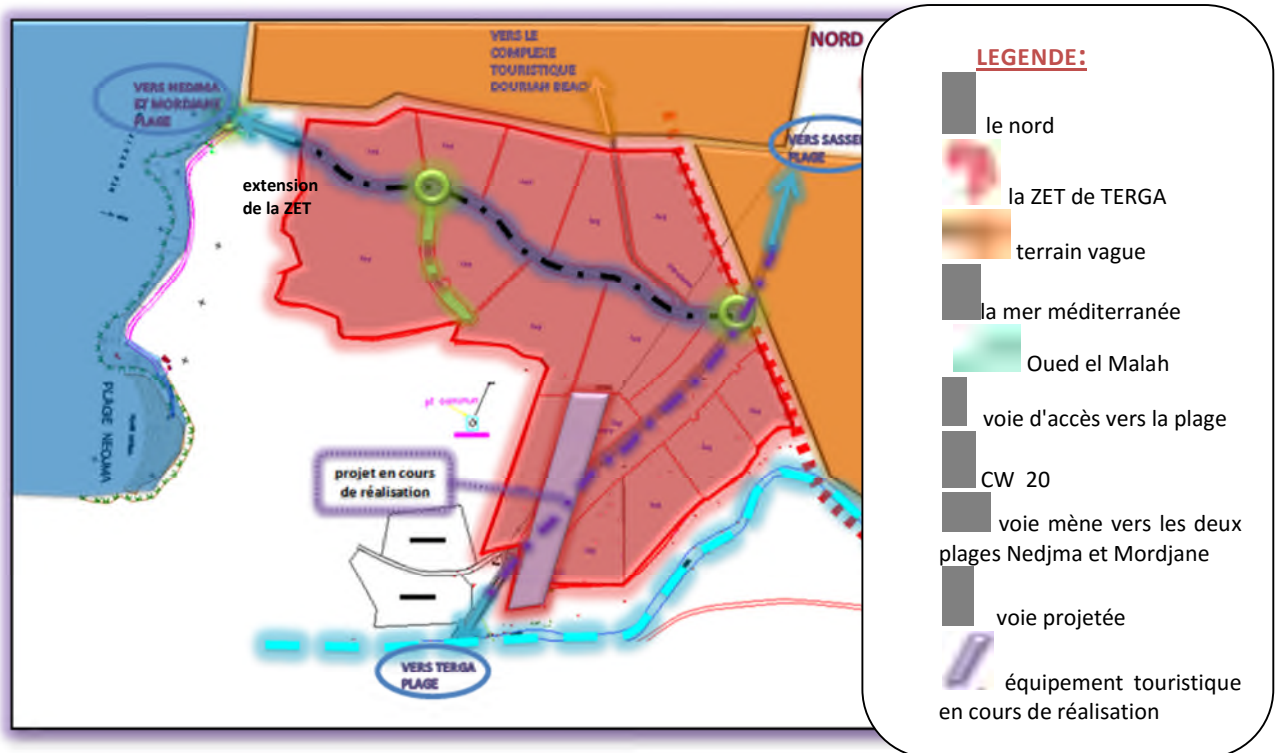 VERS LE
COMPLEXE
TOURISTIQUE
DOURIAH BEAC
NORD
VERS NEDJMA
ET MORDJANE
PLAGE
VERS SASSEL
PLAGE
extension
de la ZET
PLAGE NEDJMA
pt commun
projet en cours
de réalisation
VERS TERGA
PLAGE
LEGENDE:
le nord
la ZET de TERGA
terrain vague
la mer méditerranée
Oued el Malah
voie d'accès vers la plage
CW 20
voie mène vers les deux
plages Nedjma et Mordjane
voie projetée
équipement touristique
en cours de réalisation